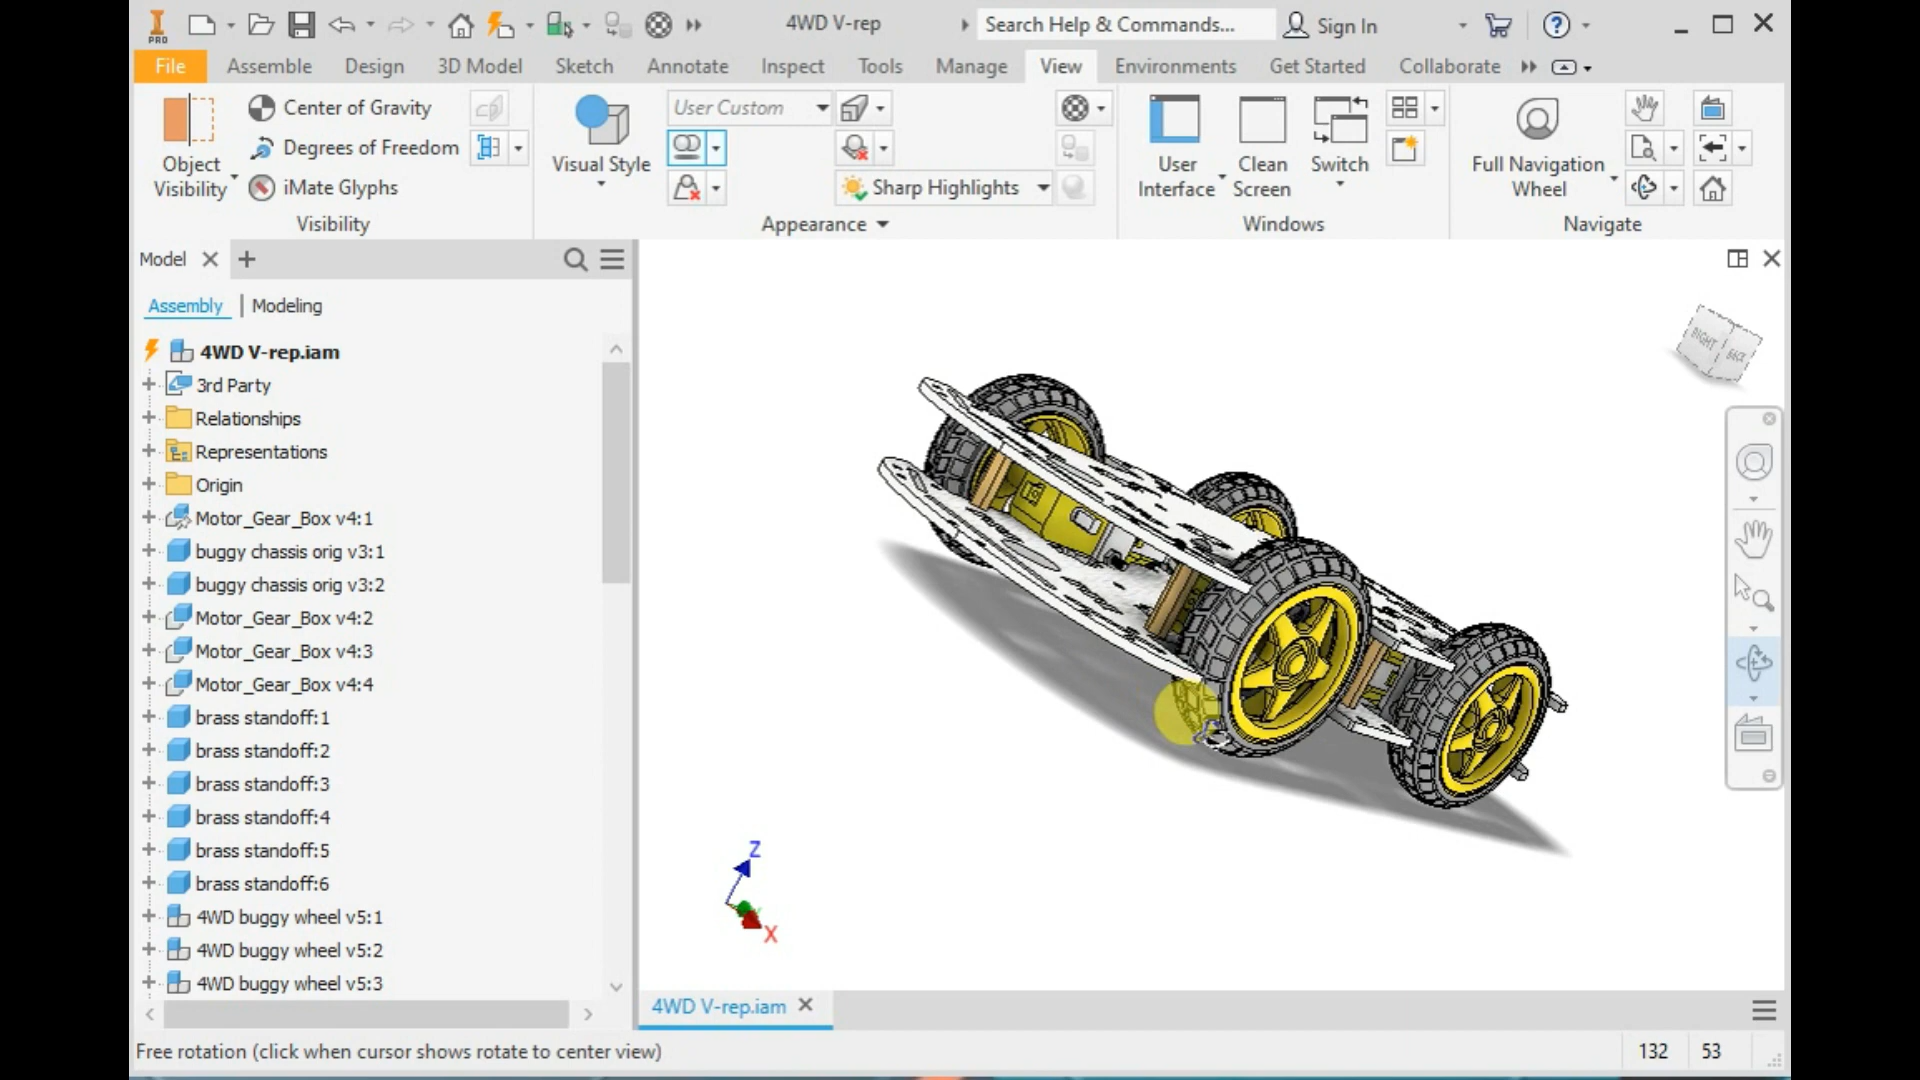 PRO
4WD V-rep
Search Help & Commands...
Sign In
File
Assemble
Design
3D Model
Sketch
Annotate
Inspect
Tools
Manage
View
Environments
Get Started
Collaborate
Object
Visibility
Center of Gravity
Degrees of Freedom
iMate Glyphs
Visibility
Visual Style
User Custom
Sharp Highlights
Appearance
User
Interface
Clean
Screen
Switch
Windows
Full Navigation
Wheel
Navigate
Model
Assembly
Modeling
4WD V-rep.iam
3rd Party
Relationships
Representations
Origin
Motor_Gear_Box v4:1
buggy chassis orig v3:1
buggy chassis orig v3:2
Motor_Gear_Box v4:2
Motor_Gear_Box v4:3
Motor_Gear_Box v4:4
brass standoff:1
brass standoff:2
brass standoff:3
brass standoff:4
brass standoff:5
brass standoff:6
4WD buggy wheel v5:1
4WD buggy wheel v5:2
4WD buggy wheel v5:3
RIGHT
BACK
Z
X
4WD V-rep.iam
Free rotation (click when cursor shows rotate to center view)
132
53